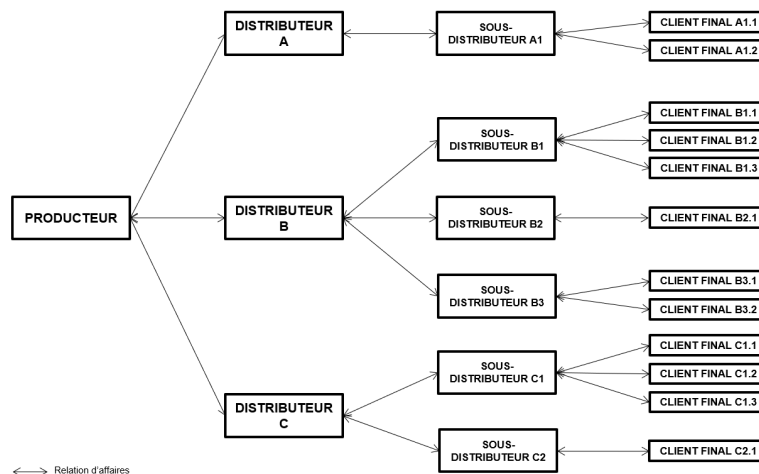 PRODUCTEUR
DISTRIBUTEUR
A
DISTRIBUTEUR
B
DISTRIBUTEUR
C
SOUS-
DISTRIBUTEUR A1
SOUS-
DISTRIBUTEUR B1
SOUS-
DISTRIBUTEUR B2
SOUS-
DISTRIBUTEUR B3
SOUS-
DISTRIBUTEUR C1
SOUS-
DISTRIBUTEUR C2
CLIENT FINAL A1.1
CLIENT FINAL A1.2
CLIENT FINAL B1.1
CLIENT FINAL B1.2
CLIENT FINAL B1.3
CLIENT FINAL B2.1
CLIENT FINAL B3.1
CLIENT FINAL B3.2
CLIENT FINAL C1.1
CLIENT FINAL C1.2
CLIENT FINAL C1.3
CLIENT FINAL C2.1
Relation d'affaires